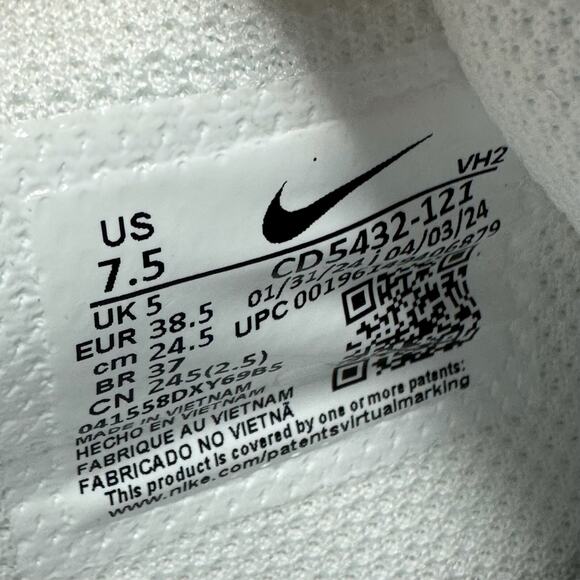 VH2
US
7.5
CD5432-121
01/31/24 04/03/24
UPC
UK 5
EUR 38.5
cm 24.5
BR 37
CN 245(2.5)
041558DXY69B5
MADE IN VIETNAM
HECHO EN VIETNAM
FABRIQUE AU VIETNAM
FABRICADO NO VIETNÃ
This product is covered by one or more patents:
www.nike.com/patentsvirtualmarking